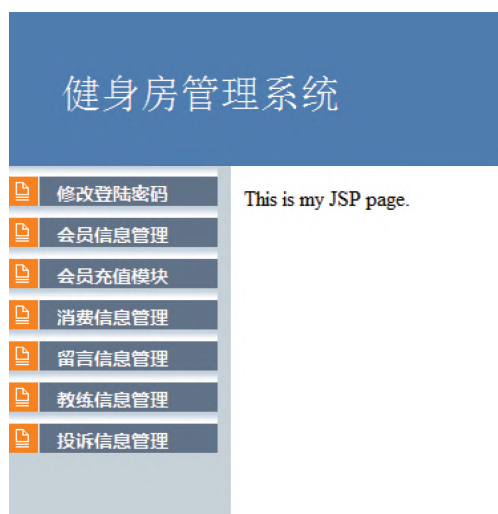 健身房管理系统
修改登陆密码
This is my JSP page.
会员信息管理
会员充值模块
消费信息管理
留言信息管理
教练信息管理
投诉信息管理